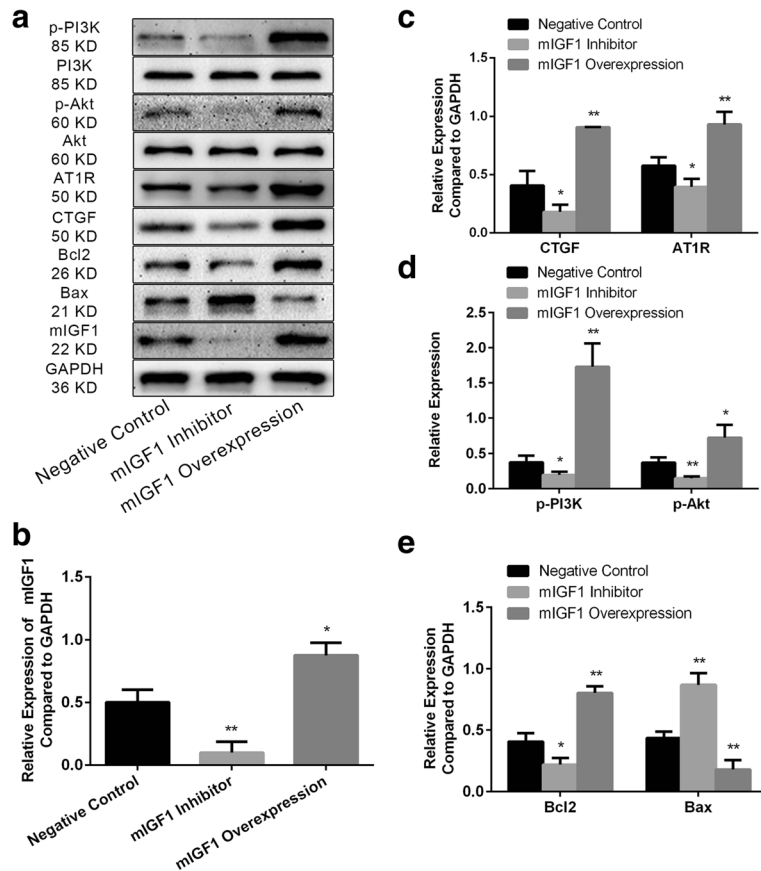 a
p-PI3K
85 KD
PI3K
85 KD
p-Akt
60 KD
Akt
60 KD
AT1R
50 KD
CTGF
50 KD
Bcl2
26 KD
Bax
21 KD
mIGF1
22 KD
GAPDH
36 KD
Negative Control
mIGF1 Inhibitor
mIGF1 Overexpression
b
Relative Expression of mIGF1
Compared to GAPDH
1.5
1.0
0.5
0.0
**
*
Negative Control
mIGF1 Inhibitor
mIGF1 Overexpression
c
Negative Control
mIGF1 Inhibitor
mIGF1 Overexpression
Relative Expression
Compared to GAPDH
1.5
1.0
0.5
0.0
*
**
*
**
CTGF
AT1R
d
Negative Control
mIGF1 Inhibitor
mIGF1 Overexpression
Relative Expression
2.5
2.0
1.5
1.0
0.5
0.0
*
**
**
*
p-PI3K
p-Akt
e
Negative Control
mIGF1 Inhibitor
mIGF1 Overexpression
Relative Expression
Compared to GAPDH
1.5
1.0
0.5
0.0
*
**
**
**
Bcl2
Bax